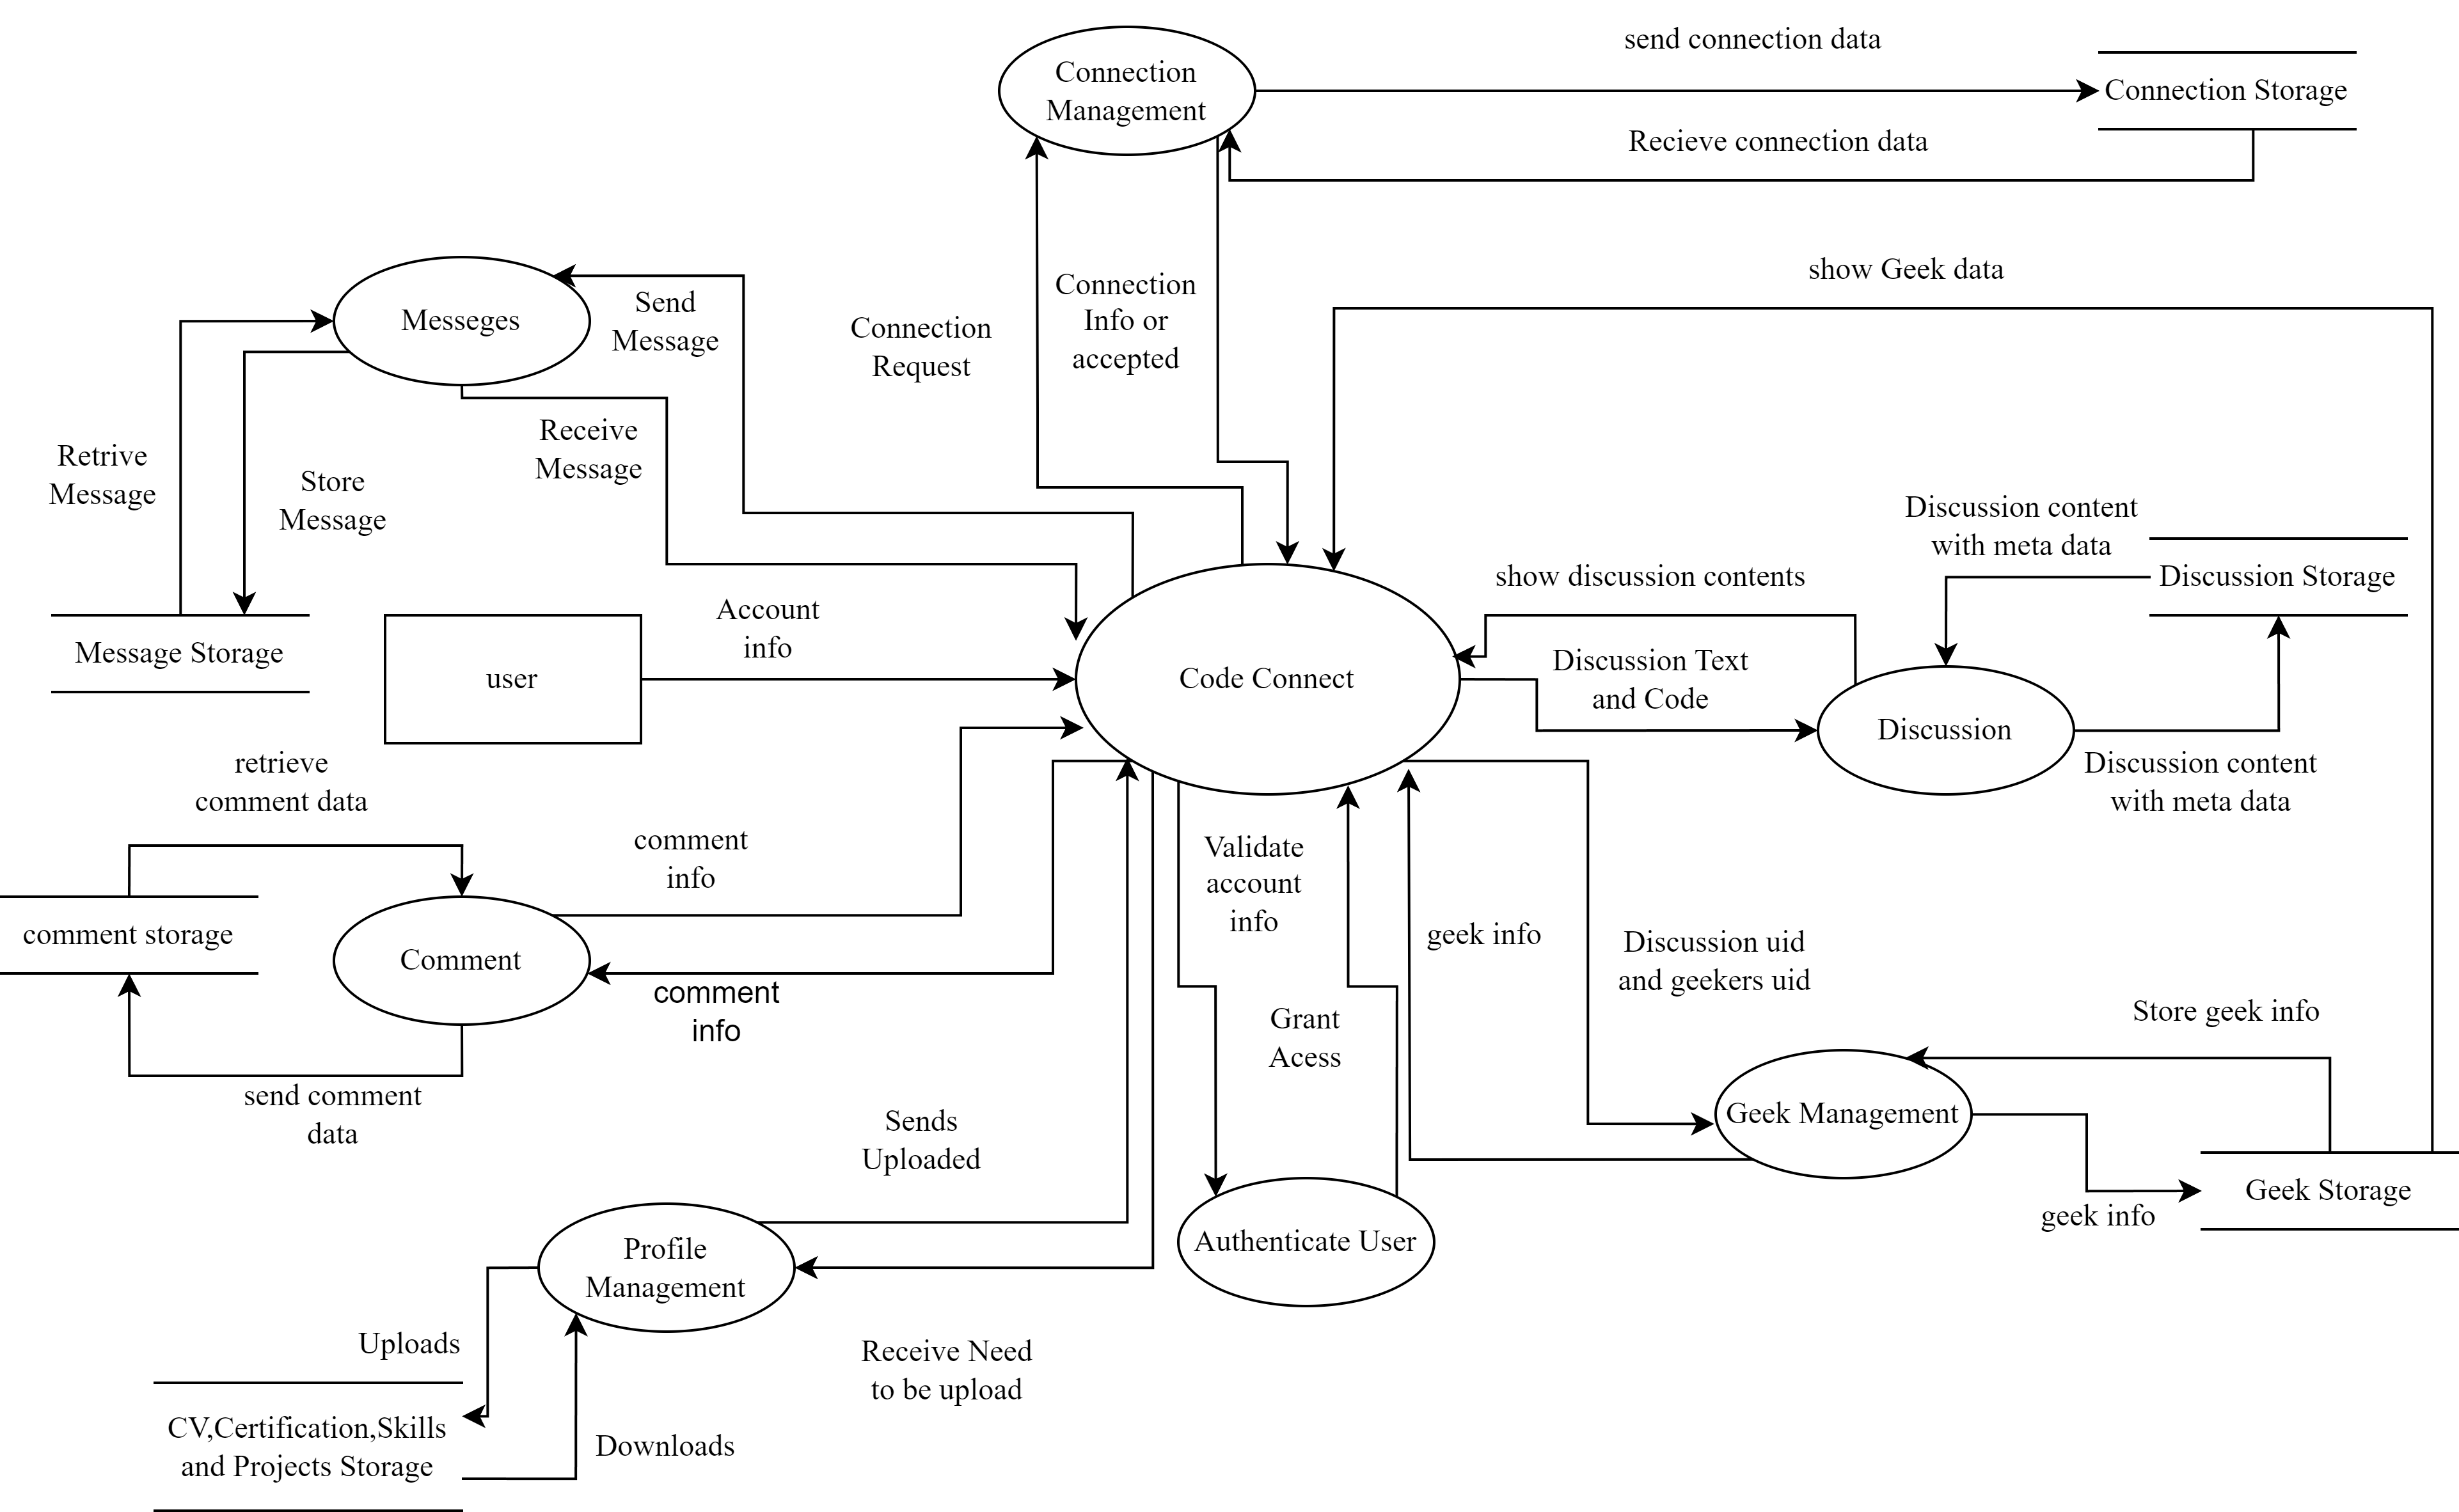 send connection data
Connection
Management
Connection Storage
Recieve connection data
show Geek data
Messeges
Send
Message
Connection
Request
Connection
Info or
accepted
Receive
Message
Retrive
Message
Store
Message
Discussion content
with meta data
show discussion contents
Discussion Storage
Account
info
Message Storage
user
Code Connect
Discussion Text
and Code
Discussion
retrieve
comment data
Discussion content
with meta data
comment
info
Validate
account
info
comment storage
Comment
geek info
Discussion uid
and geekers uid
comment
info
Grant
Acess
Store geek info
send comment
data
Sends
Uploaded
Geek Management
Geek Storage
geek info
Profile
Management
Authenticate User
Uploads
Receive Need
to be upload
CV,Certification,Skills
and Projects Storage
Downloads